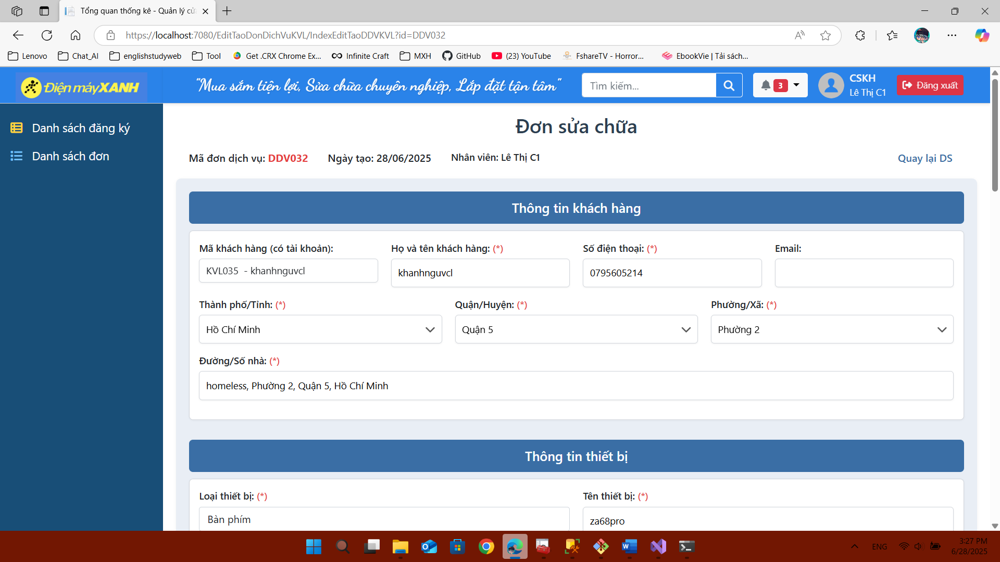 Tổng quan thống kê - Quản lý cử
https://localhost:7080/EditTaoDonDichVuKVL/IndexEditTaoDDVKVL?id=DDV032
Lenovo
Chat_AI
englishstudyweb
Tool
Get .CRX Chrome Ex...
Infinite Craft
MXH
GitHub
(23) YouTube
FshareTV - Horror...
EbookVie | Tải sách...
Điện máy XANH
"Mua sắm tiện lợi, Sửa chữa chuyên nghiệp, Lắp đặt tận tâm"
Tìm kiếm...
3
CSKH
Lê Thị C1
Đăng xuất
Danh sách đăng ký
Danh sách đơn
Đơn sửa chữa
Mã đơn dịch vụ: DDV032
Ngày tạo: 28/06/2025
Nhân viên: Lê Thị C1
Quay lại DS
Thông tin khách hàng
Mã khách hàng (có tài khoản):
Họ và tên khách hàng: (*)
Số điện thoại: (*)
Email:
KVL035 - khanhnguvcl
khanhnguvcl
0795605214
Thành phố/Tỉnh: (*)
Quận/Huyện: (*)
Phường/Xã: (*)
Hồ Chí Minh
Quận 5
Phường 2
Đường/Số nhà: (*)
homeless, Phường 2, Quận 5, Hồ Chí Minh
Thông tin thiết bị
Loại thiết bị: (*)
Tên thiết bị: (*)
Bàn phím
za68pro
ENG
3:27 PM
6/28/2025